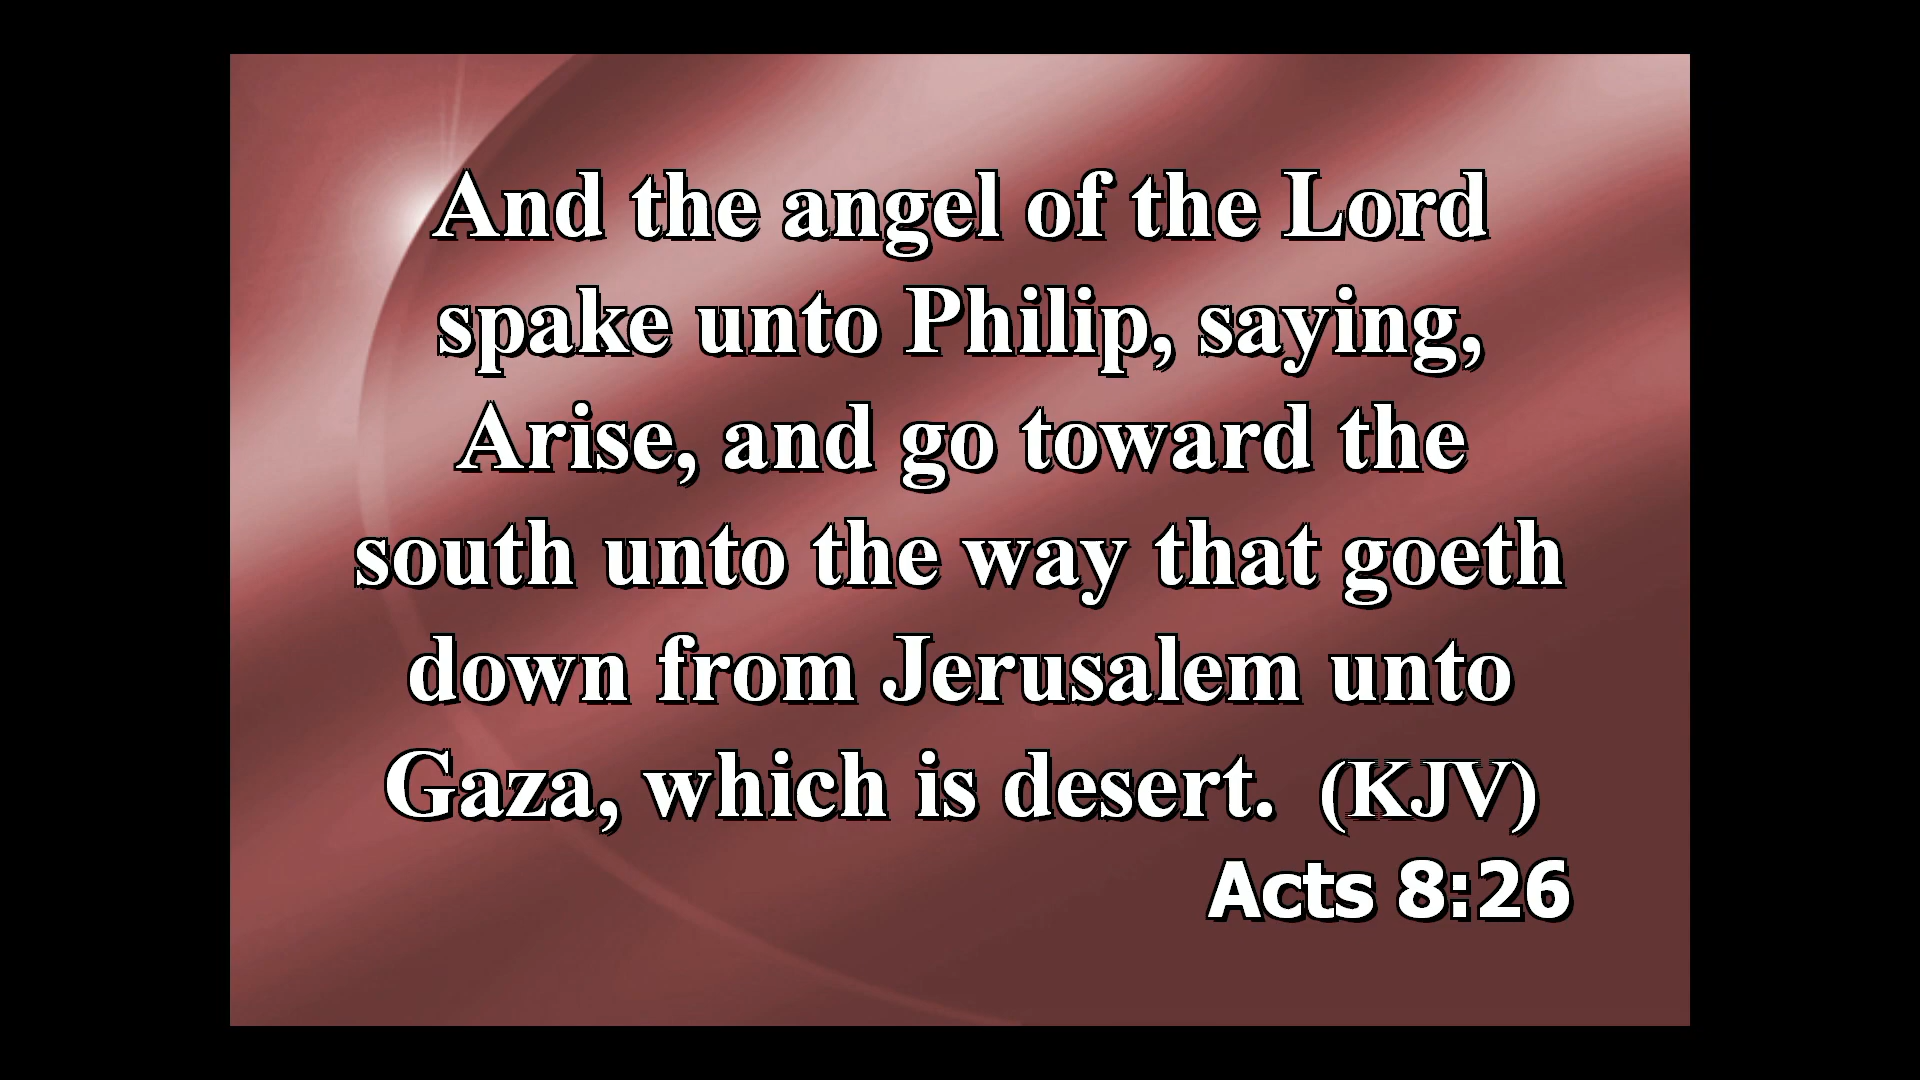 And the angel of the Lord
spake unto Philip, saying,
Arise, and go toward the
south unto the way that goeth
down from Jerusalem unto
Gaza, which is desert. (KJV)
Acts 8:26